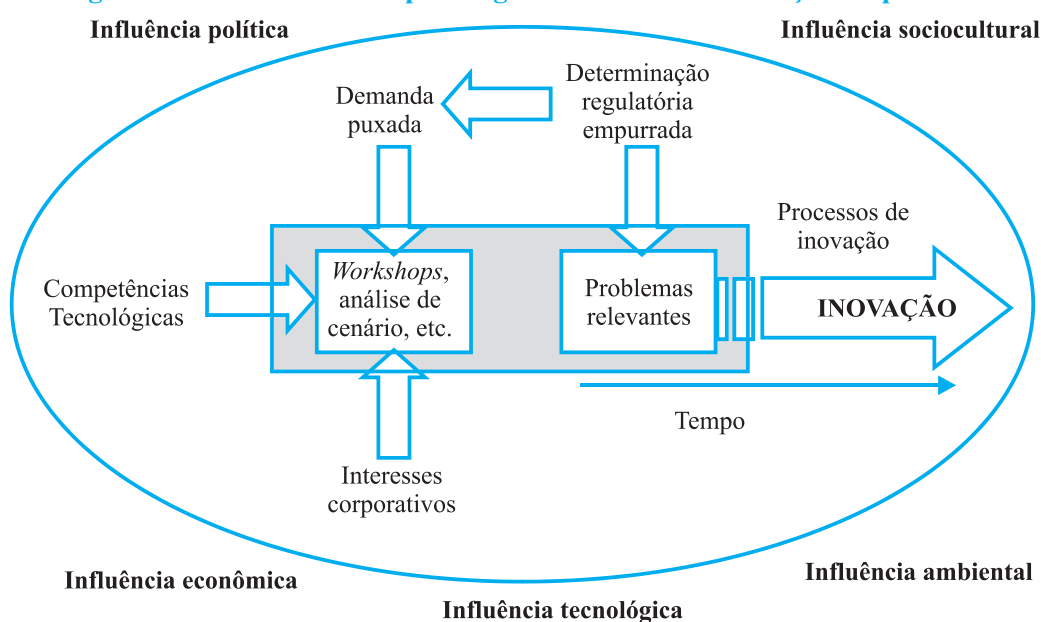 Influência política
Influência sociocultural
Demanda
puxada
Determinação
regulatória
empurrada
Processos de
inovação
Competências
Tecnológicas
Workshops,
análise de
cenário, etc.
Problemas
relevantes
INOVAÇÃO
Tempo
Interesses
corporativos
Influência econômica
Influência ambiental
Influência tecnológica